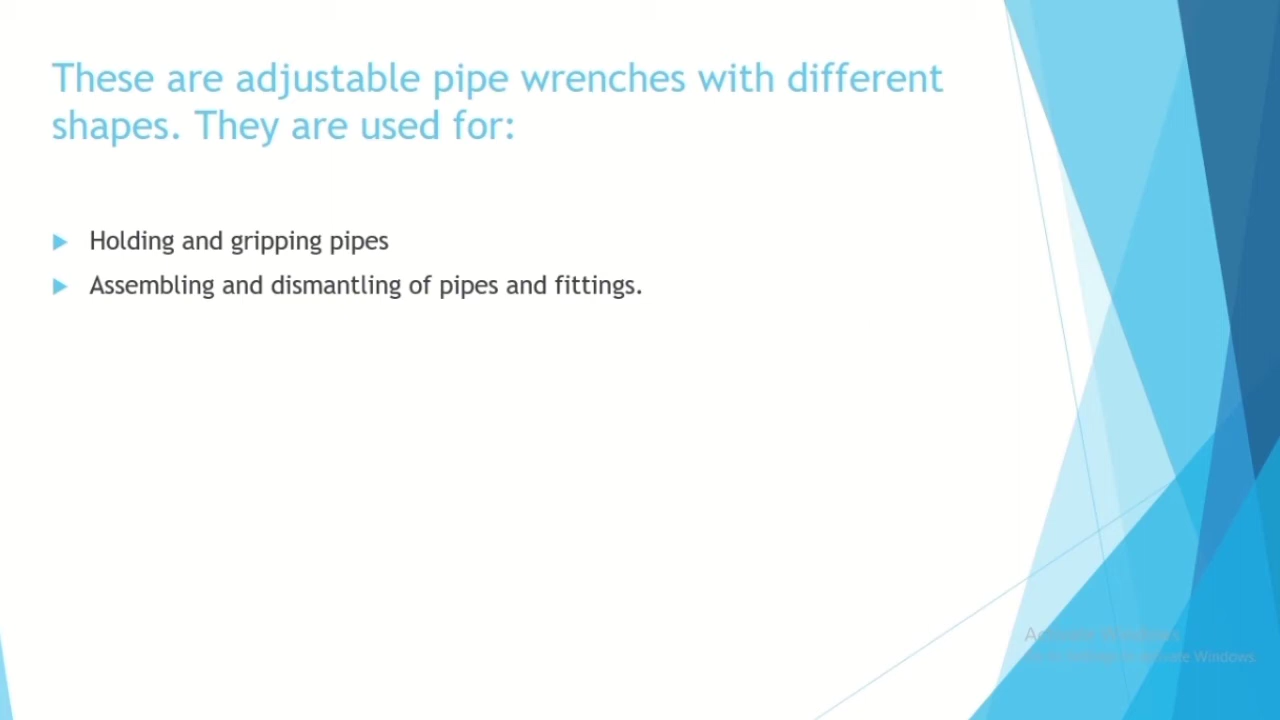 These are adjustable pipe wrenches with different
shapes. They are used for:
Holding and gripping pipes
Assembling and dismantling of pipes and fittings.
Activate Windows
Go to Settings to activate Windows.